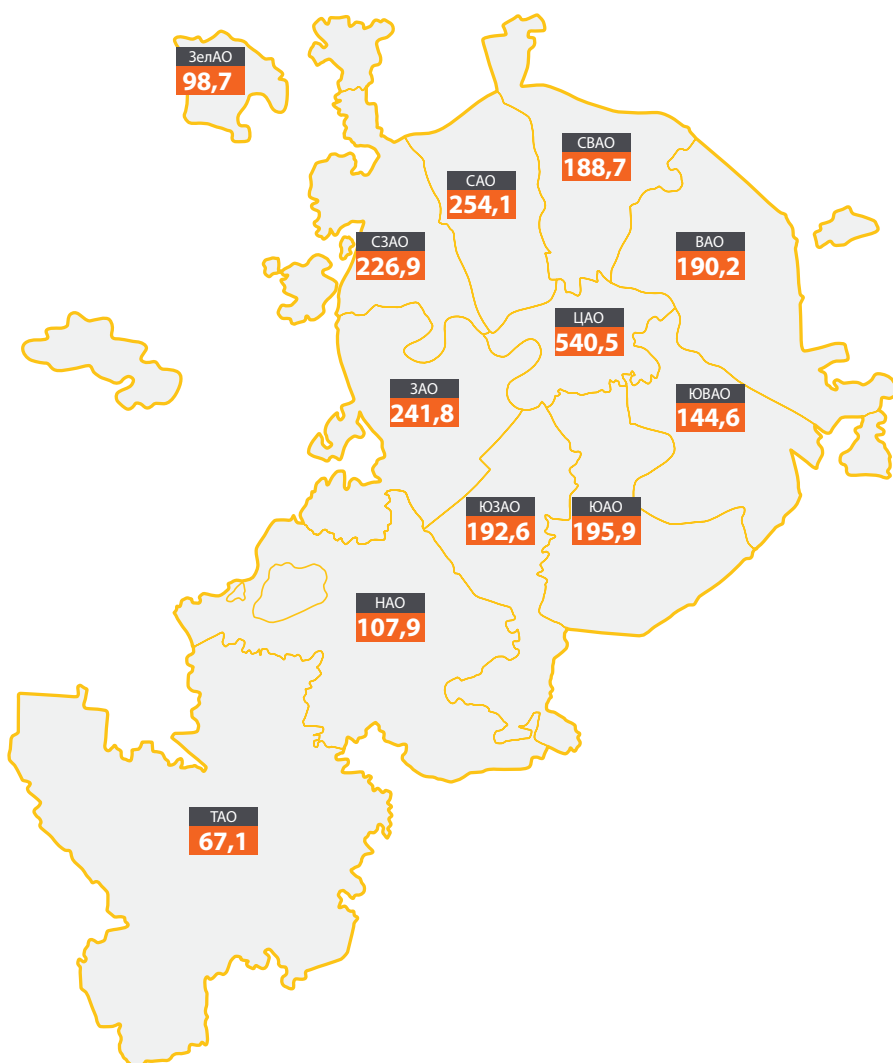 ЗелАО
98,7
СВАО
188,7
САО
254,1
СЗАО
226,9
ВАО
190,2
ЦАО
540,5
ЗАО
241,8
ЮВАО
144,6
ЮЗАО
192,6
ЮАО
195,9
НАО
107,9
ТАО
67,1